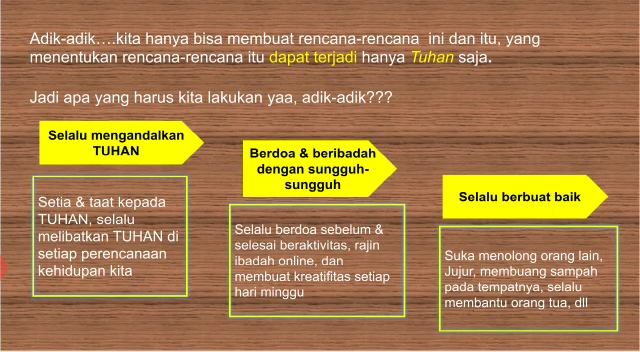 Adik-adik….kita hanya bisa membuat rencana-rencana ini dan itu, yang
menentukan rencana-rencana itu dapat terjadi hanya Tuhan saja.
Jadi apa yang harus kita lakukan yaa, adik-adik???
Selalu mengandalkan
TUHAN
Setia & taat kepada
TUHAN, selalu
melibatkan TUHAN di
setiap perencanaan
kehidupan kita
Berdoa & beribadah
dengan sungguh-
sungguh
Selalu berdoa sebelum &
selesai beraktivitas, rajin
ibadah online, dan
membuat kreatifitas setiap
hari minggu
Selalu berbuat baik
Suka menolong orang lain,
Jujur, membuang sampah
pada tempatnya, selalu
membantu orang tua, dll